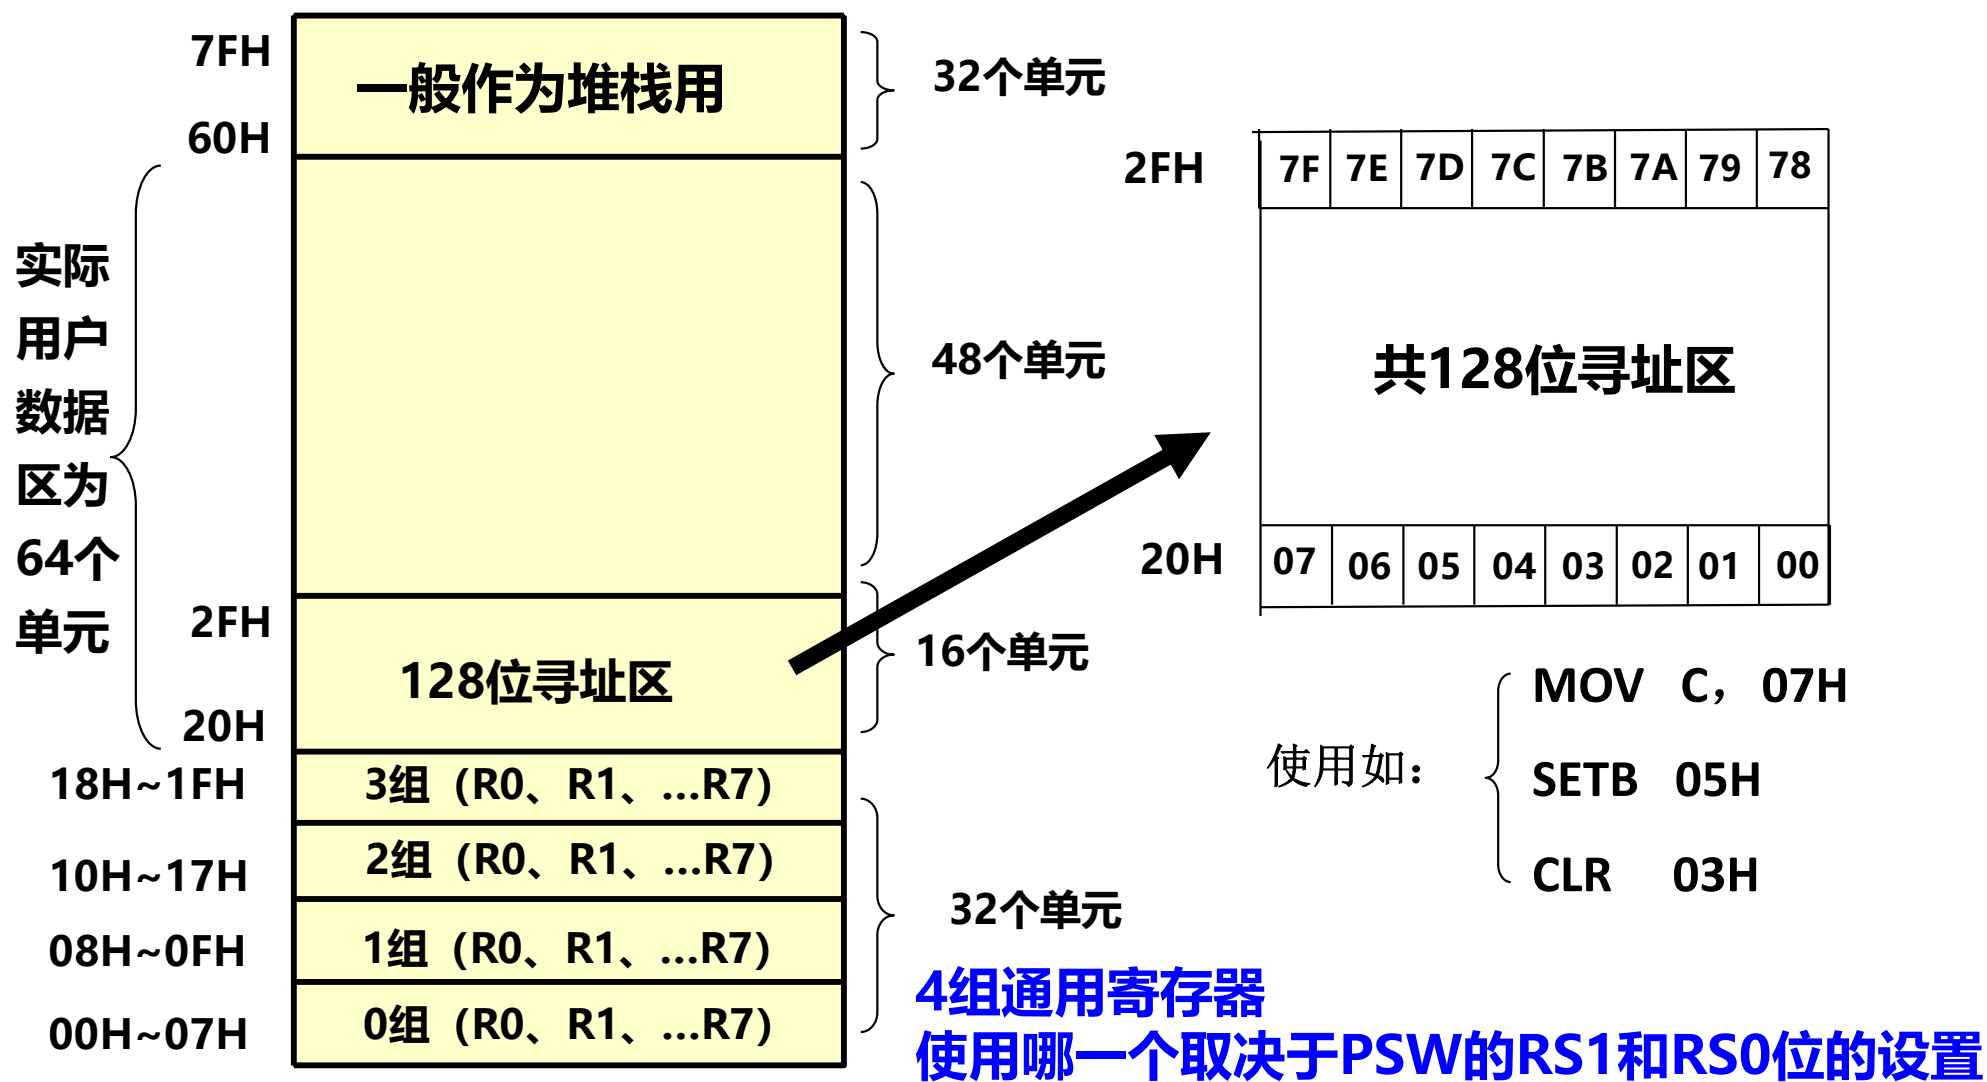 7FH
一般作为堆栈用
60H
32个单元
实际
用户
数据
区为
64个
单元
48个单元
2FH
128位寻址区
20H
16个单元
18H~1FH
3组（R0、R1、…R7）
10H~17H
2组（R0、R1、…R7）
08H~0FH
1组（R0、R1、…R7）
00H~07H
0组（R0、R1、…R7）
32个单元
4组通用寄存器
使用哪一个取决于PSW的RS1和RS0位的设置
2FH 7F 7E 7D 7C 7B 7A 79 78
共128位寻址区
20H 07 06 05 04 03 02 01 00
使用如：
MOV C，07H
SETB 05H
CLR 03H